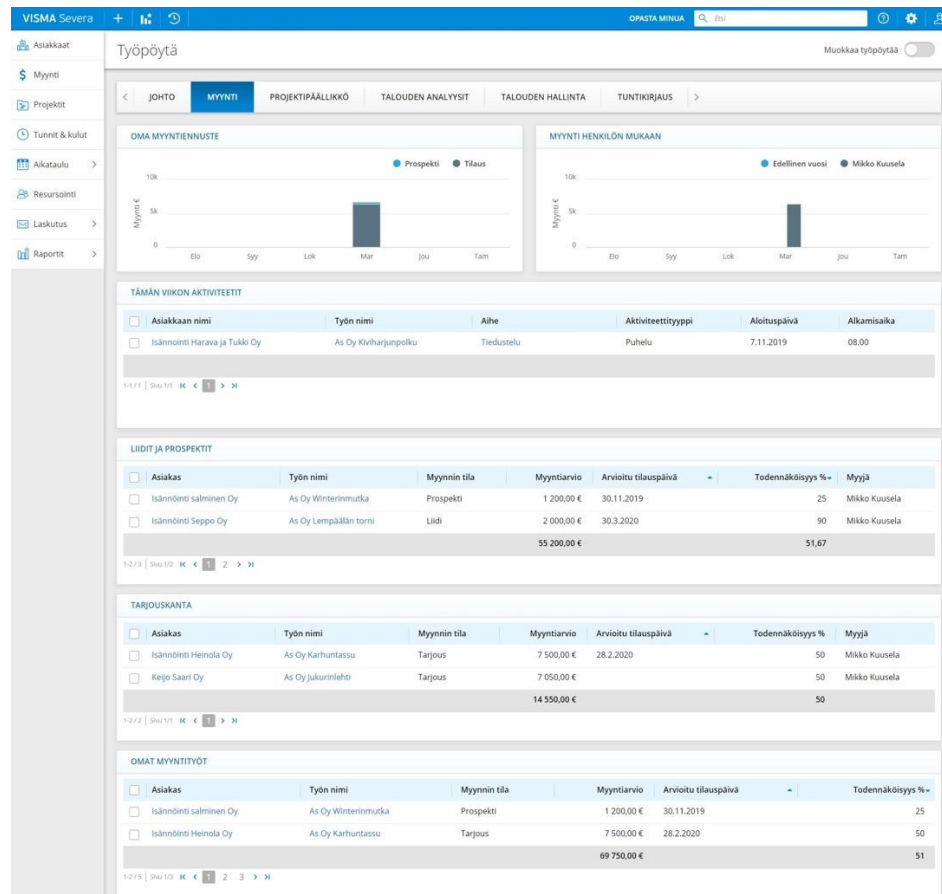 VISMA Severa
OPASTA MINUA
Etsi
Asiakkaat
Myynti
Projektit
Tunnit & kulut
Aikataulu
Resursointi
Laskutus
Raportit
Työpöytä
Muokkaa työpöytää
JOHTO MYYNTI PROJEKTIPÄÄLLIKKÖ TALOUDEN ANALYYSIT TALOUDEN HALLINTA TUNTIKIRJAUS
OMA MYYNTIENNUSTE
Prospekti Tilaus
Myynti €
10k
5k
0
Elo Syy Lok Mar Jou Tam
MYYNTI HENKILÖN MUKAAN
Edellinen vuosi Mikko Kuusela
Myynti €
10k
5k
0
Elo Syy Lok Mar Jou Tam
TÄMÄN VIIKON AKTIVITEETIT
Asiakkaan nimi Työn nimi Aihe Aktiviteettityyppi Aloituspäivä Alkamisaika
Isännointi Harava ja Tukki Oy As Oy Kiviharjunpolku Tiedustelu Puhelu 7.11.2019 08.00
1-1 / 1 | Sivu 1/1 1
LIIDIT JA PROSPEKTIT
Asiakas Työn nimi Myynnin tila Myyntiarvio Arvioitu tilauspäivä Todennäköisyys % Myyjä
Isännöinti salminen Oy As Oy Winterinmutka Prospekti 1 200,00 € 30.11.2019 25 Mikko Kuusela
Isännöinti Seppo Oy As Oy Lempäälän torni Liidi 2 000,00 € 30.3.2020 90 Mikko Kuusela
55 200,00 € 51,67
1-2 / 3 | Sivu 1/2 1 2
TARJOUSKANTA
Asiakas Työn nimi Myynnin tila Myyntiarvio Arvioitu tilauspäivä Todennäköisyys % Myyjä
Isännöinti Heinola Oy As Oy Karhuntassu Tarjous 7 500,00 € 28.2.2020 50 Mikko Kuusela
Keijo Saari Oy As Oy Jukurinlehti Tarjous 7 050,00 € 50 Mikko Kuusela
14 550,00 € 50
1-2 / 2 | Sivu 1/1 1
OMAT MYYNTITYÖT
Asiakas Työn nimi Myynnin tila Myyntiarvio Arvioitu tilauspäivä Todennäköisyys %
Isännöinti salminen Oy As Oy Winterinmutka Prospekti 1 200,00 € 30.11.2019 25
Isännöinti Heinola Oy As Oy Karhuntassu Tarjous 7 500,00 € 28.2.2020 50
69 750,00 € 51
1-2 / 5 | Sivu 1/3 1 2 3